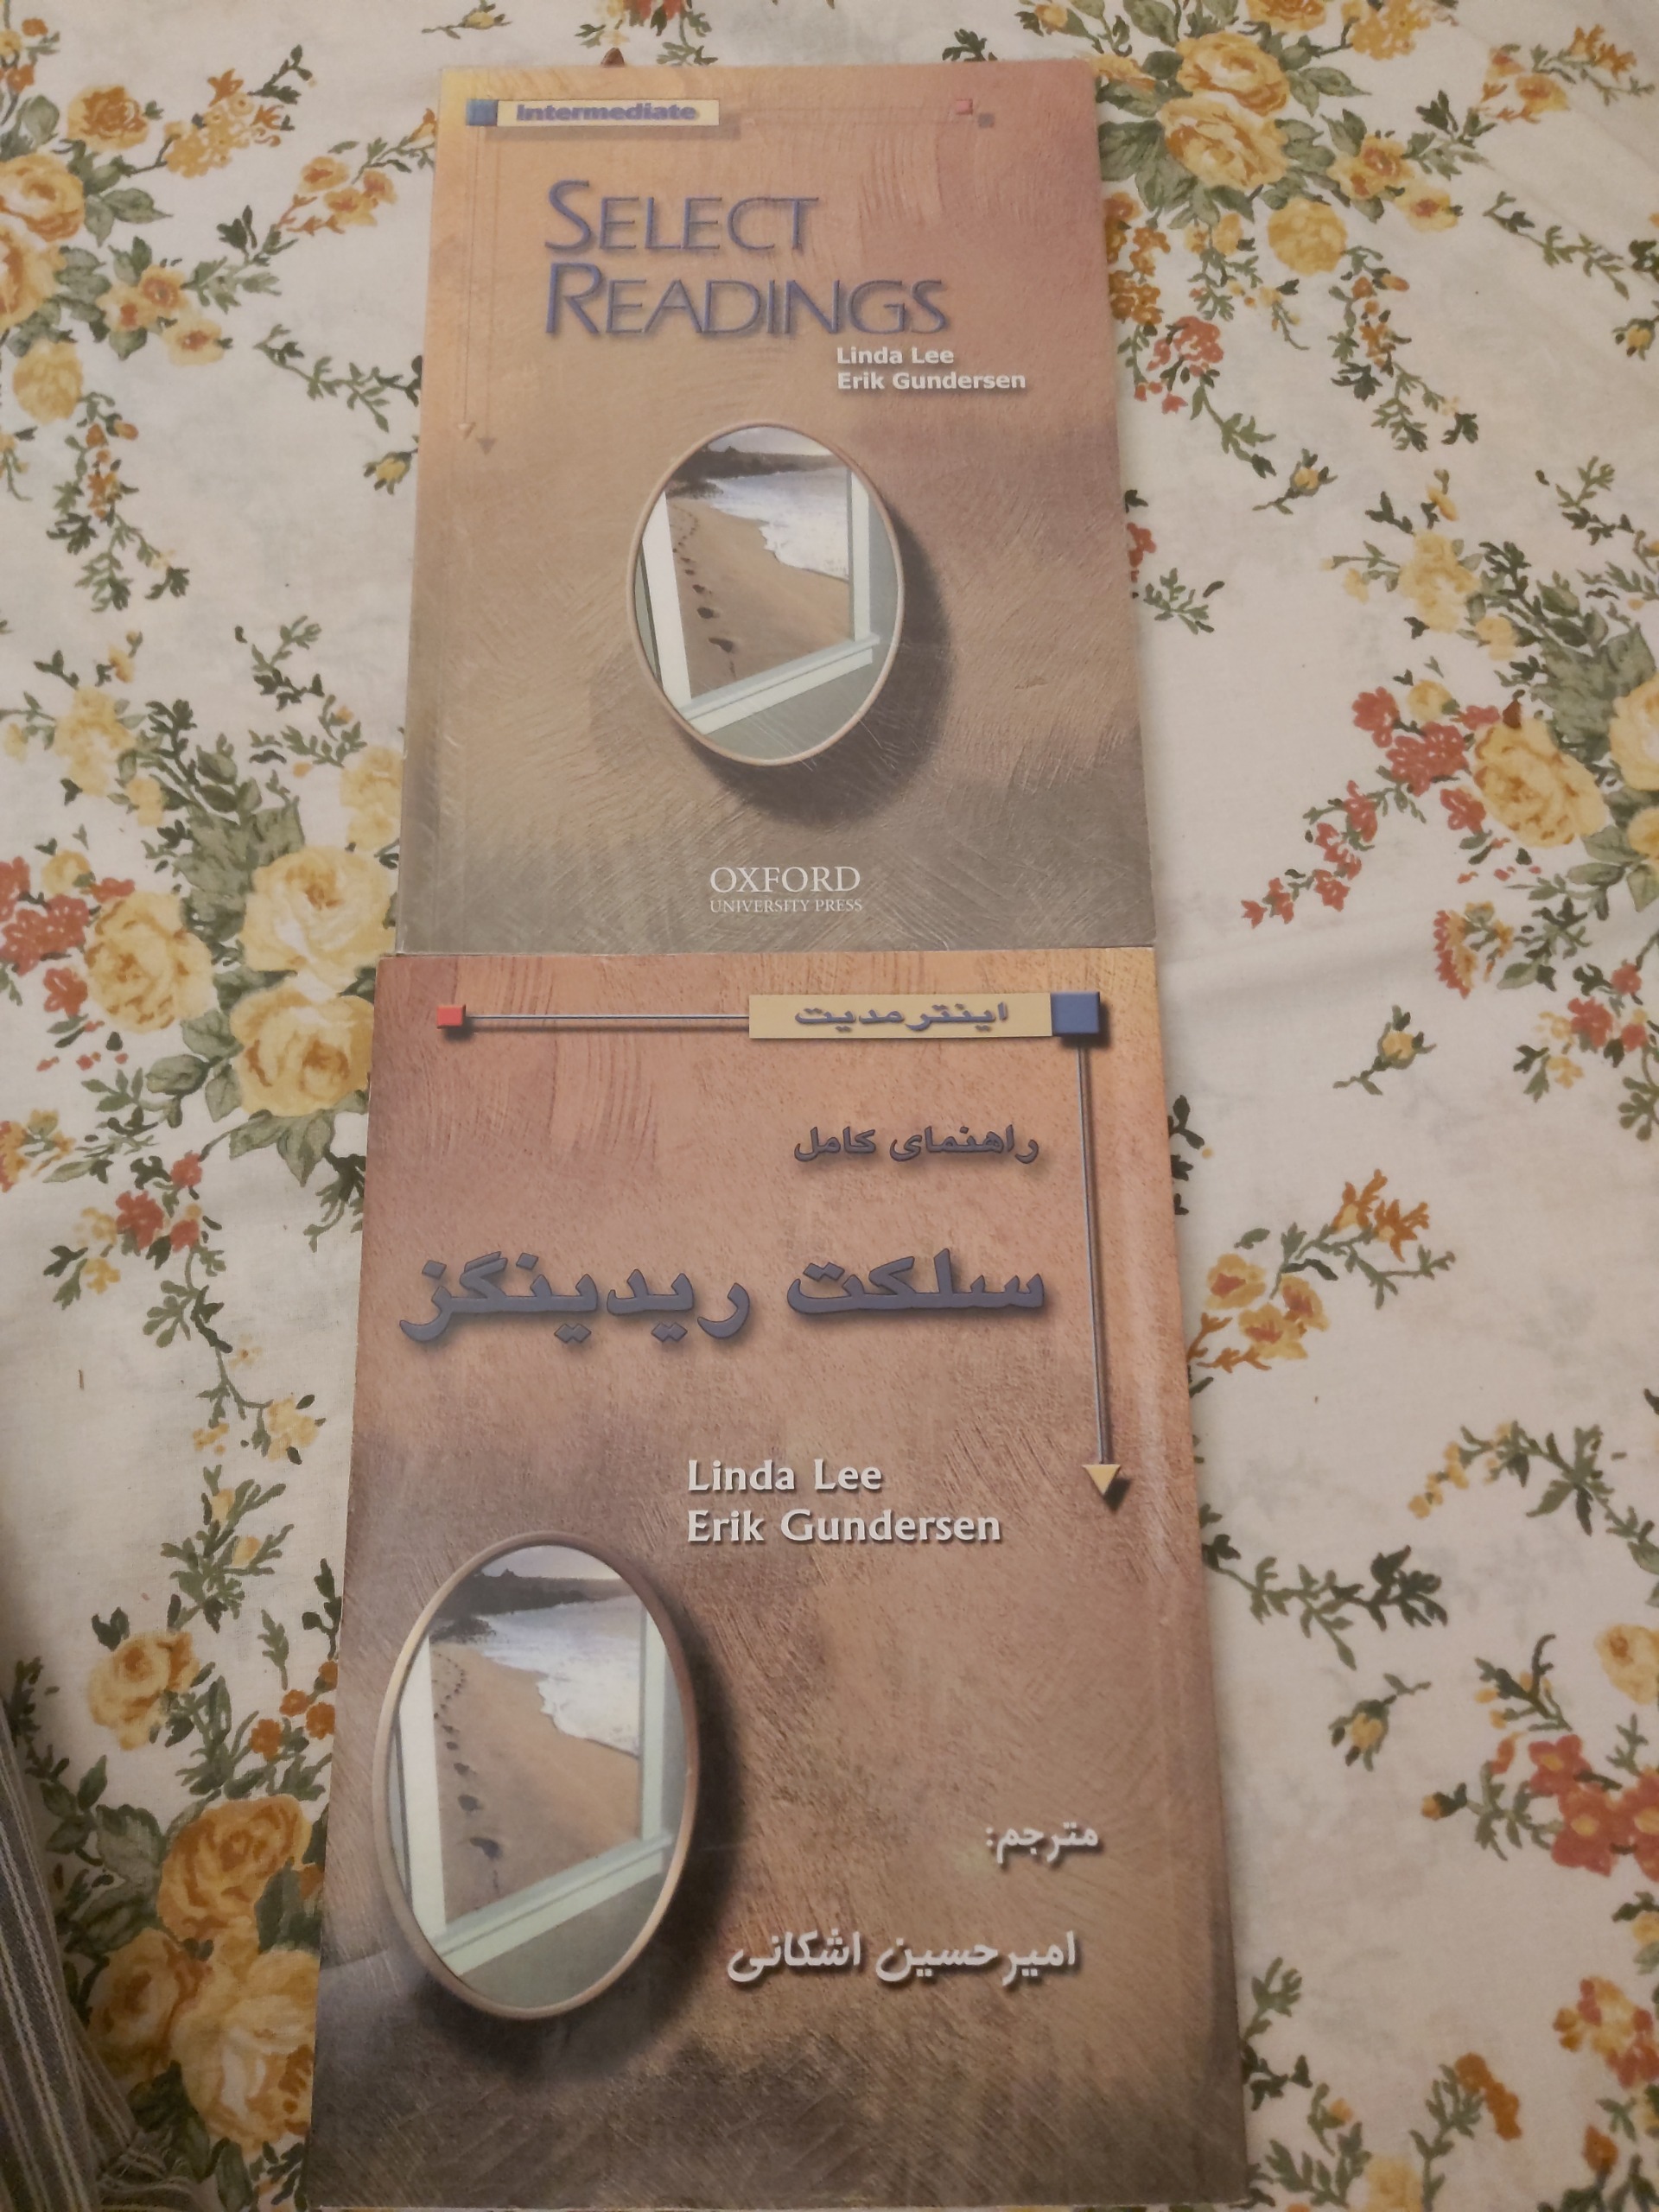 Intermediate
SELECT
READINGS
Linda Lee
Erik Gundersen
OXFORD
UNIVERSITY PRESS
اینترمدیت
راهنمای کامل
سلکت ریدینگز
Linda Lee
Erik Gundersen
مترجم:
امیرحسین اشکانی